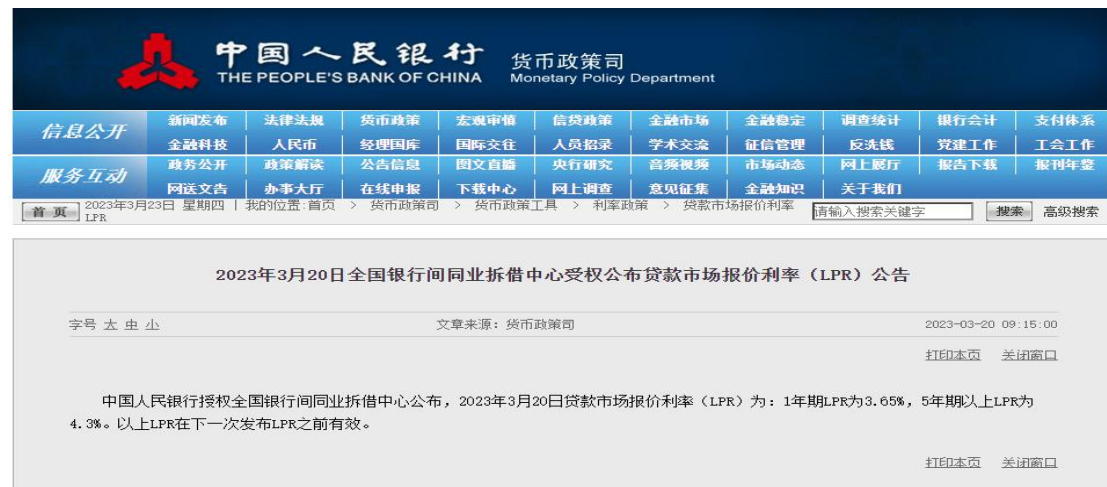 中国人民银行 货币政策司
THE PEOPLE'S BANK OF CHINA Monetary Policy Department
信息公开 新闻发布 法律法规 货币政策 宏观审慎 信贷政策 金融市场 金融稳定 调查统计 银行会计 支付体系
金融科技 人民币 经理国库 国际交往 人员招录 学术交流 征信管理 反洗钱 党建工作 工会工作
服务互动 政务公开 政策解读 公告信息 图文直播 央行研究 音频视频 市场动态 网上展厅 报告下载 报刊年鉴
网送文告 办事大厅 在线申报 下载中心 网上调查 意见征集 金融知识 关于我们
首 页 2023年3月23日 星期四 | 我的位置:首页 > 货币政策司 > 货币政策工具 > 利率政策 > 贷款市场报价利率 请输入搜索关键字 搜索 高级搜索
LPR
2023年3月20日全国银行间同业拆借中心受权公布贷款市场报价利率（LPR）公告
字号 大 中 小 文章来源：货币政策司 2023-03-20 09:15:00
打印本页 关闭窗口
中国人民银行授权全国银行间同业拆借中心公布，2023年3月20日贷款市场报价利率（LPR）为：1年期LPR为3.65%，5年期以上LPR为
4.3%。以上LPR在下一次发布LPR之前有效。
打印本页 关闭窗口